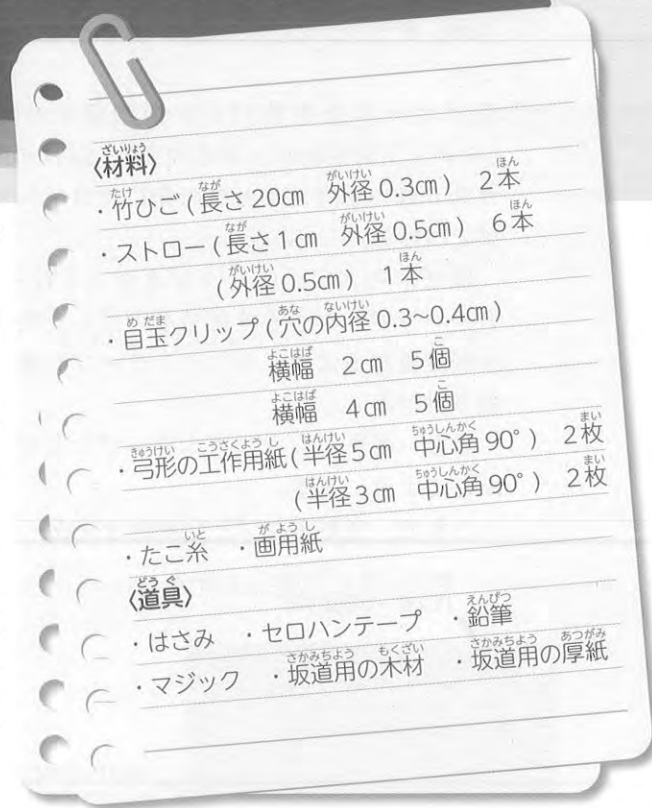 〈材料〉
・竹ひご(長さ20cm 外径0.3cm) 2本
・ストロー(長さ1cm 外径0.5cm) 6本
(外径0.5cm) 1本
・目玉クリップ(穴の内径0.3~0.4cm)
横幅 2cm 5個
横幅 4cm 5個
・弓形の工作用紙(半径5cm 中心角90°) 2枚
(半径3cm 中心角90°) 2枚
・たこ糸 ・画用紙
〈道具〉
・はさみ ・セロハンテープ ・鉛筆
・マジック ・坂道用の木材 ・坂道用の厚紙